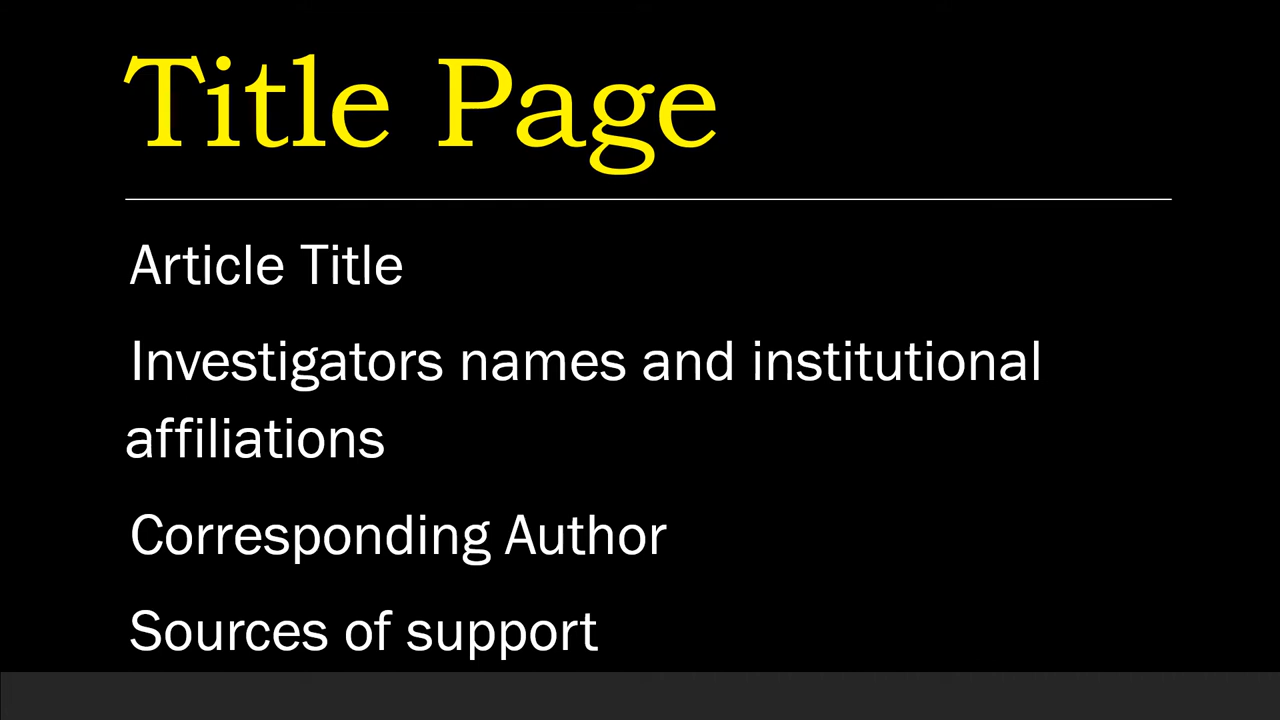 Title Page
Article Title
Investigators names and institutional
affiliations
Corresponding Author
Sources of support